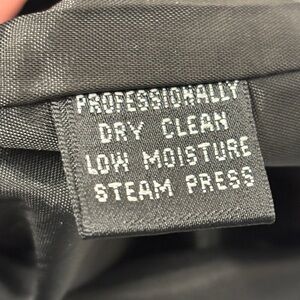 PROFESSIONALLY
DRY CLEAN
LOW MOISTURE
STEAM PRESS